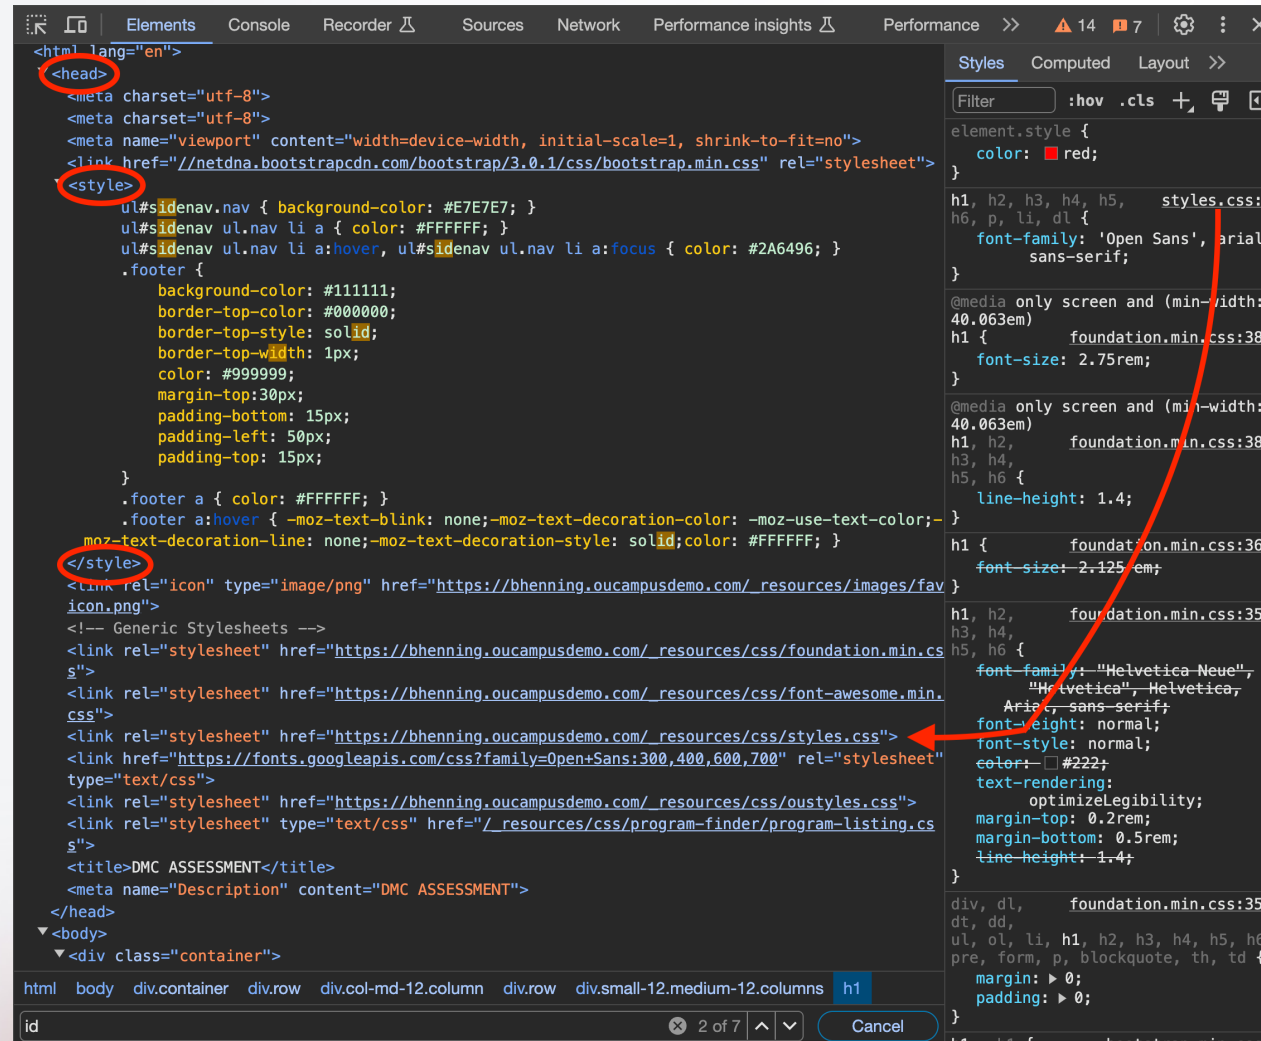 Elements Console Recorder Sources Network Performance insights Performance 14 7
<html lang="en">
<head>
<meta charset="utf-8">
<meta charset="utf-8">
<meta name="viewport" content="width=device-width, initial-scale=1, shrink-to-fit=no">
<link href="//netdna.bootstrapcdn.com/bootstrap/3.0.1/css/bootstrap.min.css" rel="stylesheet">
<style>
ul#sidenav.nav { background-color: #E7E7E7; }
ul#sidenav ul.nav li a { color: #FFFFFF; }
ul#sidenav ul.nav li a:hover, ul#sidenav ul.nav li a:focus { color: #2A6496; }
.footer {
background-color: #111111;
border-top-color: #000000;
border-top-style: solid;
border-top-width: 1px;
color: #999999;
margin-top:30px;
padding-bottom: 15px;
padding-left: 50px;
padding-top: 15px;
}
.footer a { color: #FFFFFF; }
.footer a:hover { -moz-text-blink: none;-moz-text-decoration-color: -moz-use-text-color;-
moz-text-decoration-line: none;-moz-text-decoration-style: solid;color: #FFFFFF; }
</style>
<link rel="icon" type="image/png" href="https://bhenning.oucampusdemo.com/_resources/images/fav
icon.png">
<!-- Generic Stylesheets -->
<link rel="stylesheet" href="https://bhenning.oucampusdemo.com/_resources/css/foundation.min.cs
s">
<link rel="stylesheet" href="https://bhenning.oucampusdemo.com/_resources/css/font-awesome.min.
css">
<link rel="stylesheet" href="https://bhenning.oucampusdemo.com/_resources/css/styles.css">
<link href="https://fonts.googleapis.com/css?family=Open+Sans:300,400,600,700" rel="stylesheet"
type="text/css">
<link rel="stylesheet" href="https://bhenning.oucampusdemo.com/_resources/css/oustyles.css">
<link rel="stylesheet" type="text/css" href="/_resources/css/program-finder/program-listing.cs
s">
<title>DMC ASSESSMENT</title>
<meta name="Description" content="DMC ASSESSMENT">
</head>
<body>
<div class="container">
html body div.container div.row div.col-md-12.column div.row div.small-12.medium-12.columns h1
id 2 of 7 Cancel
Styles Computed Layout
Filter :hov .cls
element.style {
color: red;
}
h1, h2, h3, h4, h5, styles.css:
h6, p, li, dl {
font-family: 'Open Sans', arial
sans-serif;
}
@media only screen and (min-width:
40.063em)
h1 { foundation.min.css:38
font-size: 2.75rem;
}
@media only screen and (min-width:
40.063em)
h1, h2, foundation.min.css:38
h3, h4,
h5, h6 {
line-height: 1.4;
}
h1 { foundation.min.css:36
font-size: 2.125rem;
}
h1, h2, foundation.min.css:35
h3, h4,
h5, h6 {
font-family: "Helvetica Neue",
"Helvetica", Helvetica,
Arial, sans-serif;
font-weight: normal;
font-style: normal;
color: #222;
text-rendering:
optimizeLegibility;
margin-top: 0.2rem;
margin-bottom: 0.5rem;
line-height: 1.4;
}
div, dl, foundation.min.css:35
dt, dd,
ul, ol, li, h1, h2, h3, h4, h5, h6
pre, form, p, blockquote, th, td {
margin: 0;
padding: 0;
}